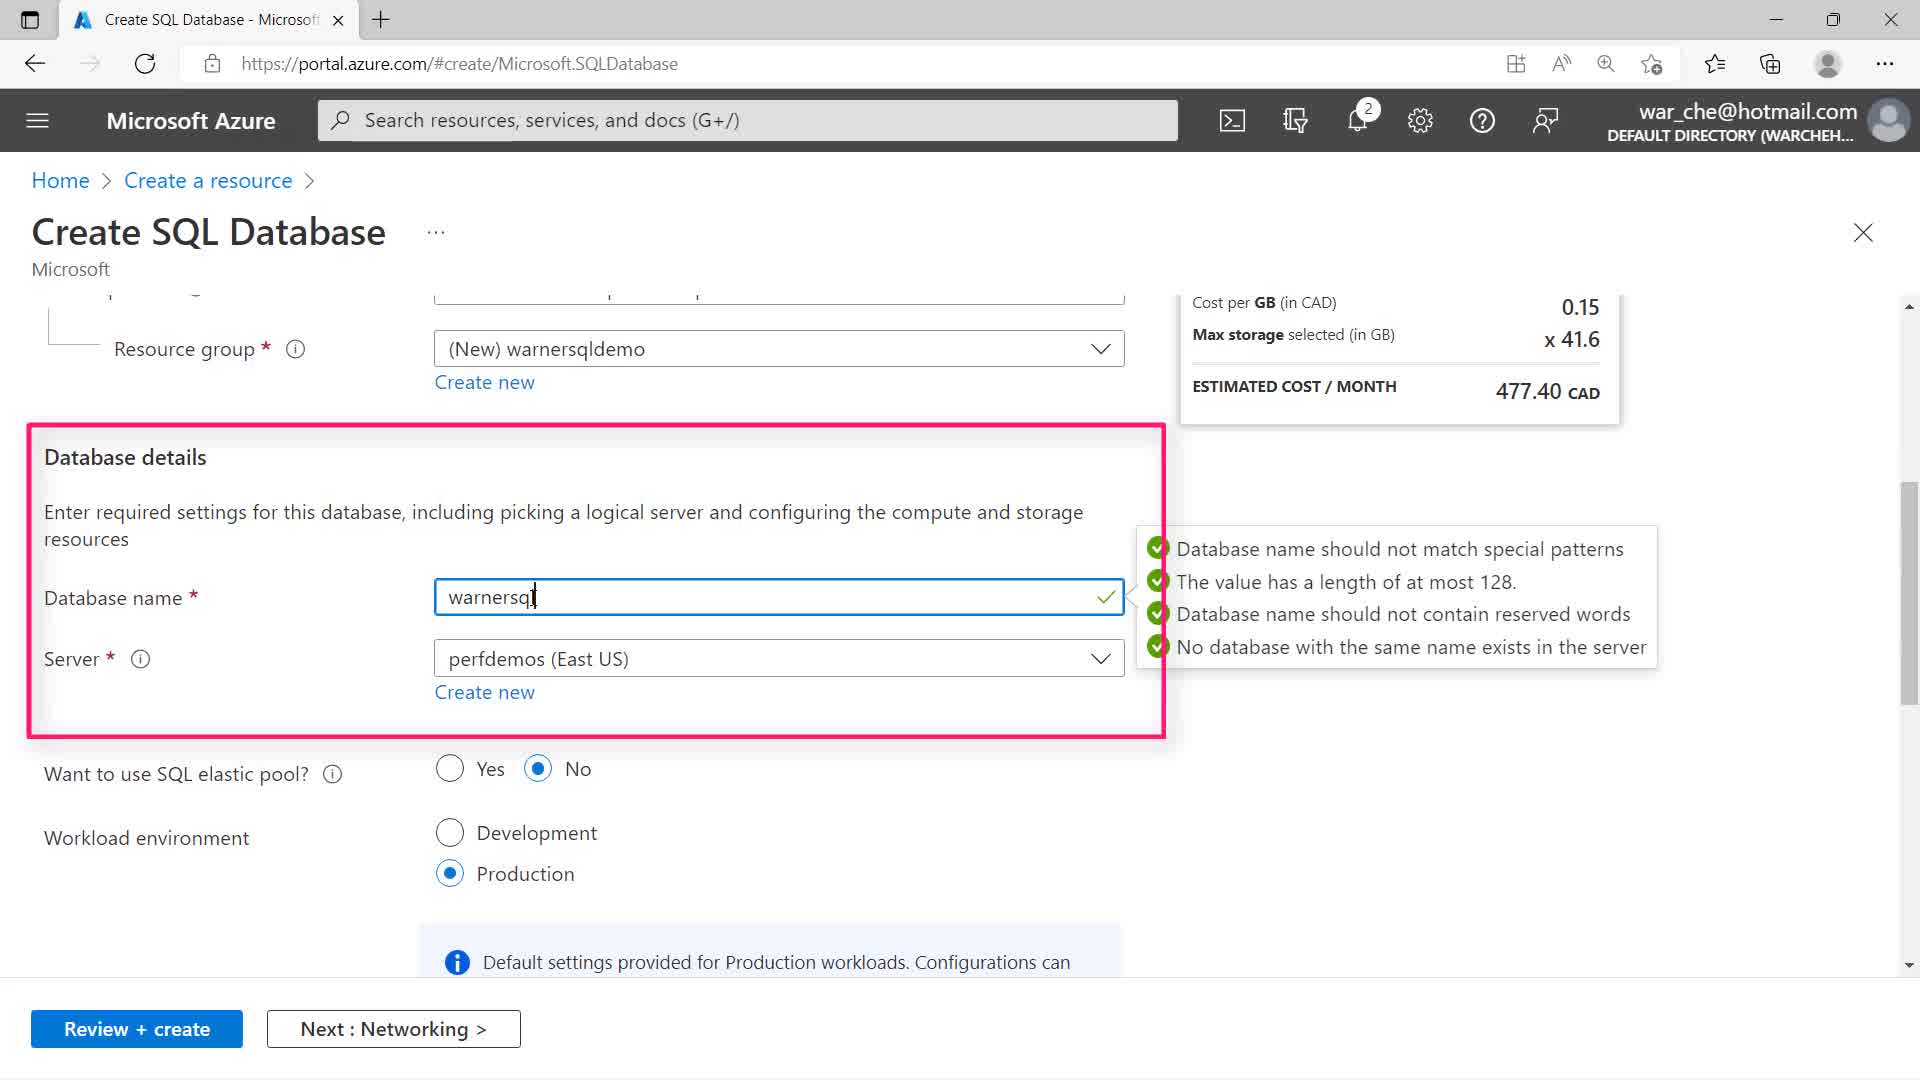 Create SQL Database - Microsoft
https://portal.azure.com/#create/Microsoft.SQLDatabase
Microsoft Azure
Search resources, services, and docs (G+/)
2
war_che@hotmail.com
DEFAULT DIRECTORY (WARCHEH...
Home > Create a resource >
Create SQL Database ...
Microsoft
Resource group *
(New) warnersqldemo
Create new
Cost per GB (in CAD) 0.15
Max storage selected (in GB) x 41.6
ESTIMATED COST / MONTH 477.40 CAD
Database details
Enter required settings for this database, including picking a logical server and configuring the compute and storage
resources
Database name *
warnersql
Database name should not match special patterns
The value has a length of at most 128.
Database name should not contain reserved words
No database with the same name exists in the server
Server *
perfdemos (East US)
Create new
Want to use SQL elastic pool?
Yes No
Workload environment
Development
Production
Default settings provided for Production workloads. Configurations can
Review + create
Next : Networking >